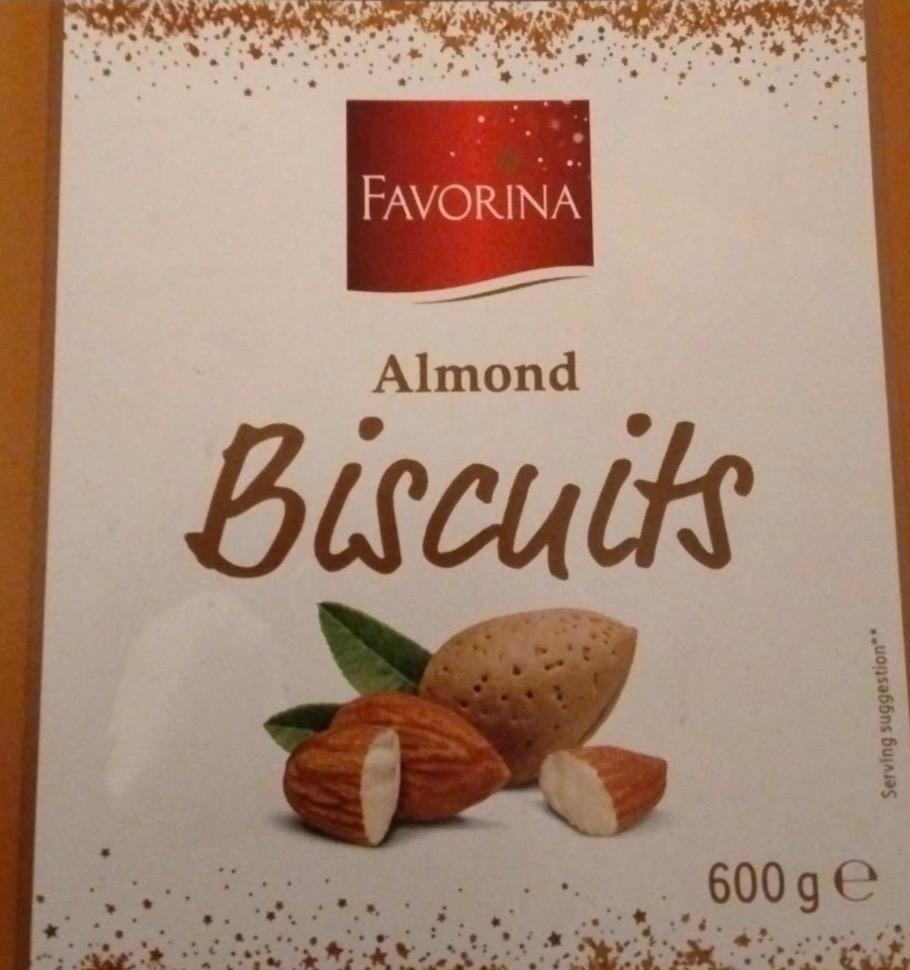 FAVORINA
Almond
Biscuits
Serving suggestion**
600 g ℮